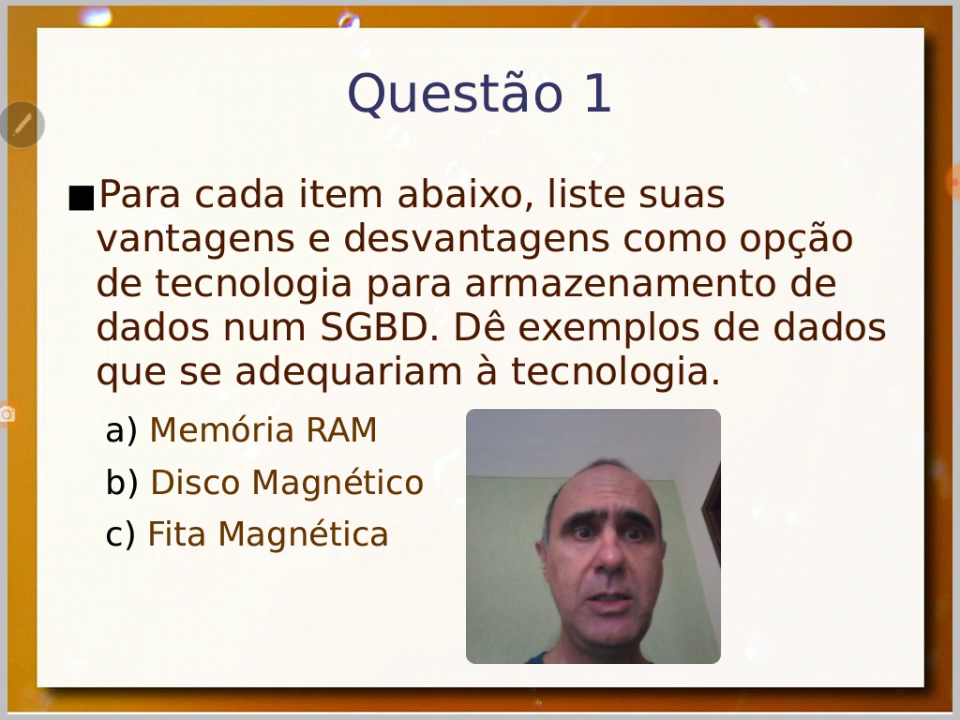 Questão 1
Para cada item abaixo, liste suas
vantagens e desvantagens como opção
de tecnologia para armazenamento de
dados num SGBD. Dê exemplos de dados
que se adequariam à tecnologia.
a) Memória RAM
b) Disco Magnético
c) Fita Magnética